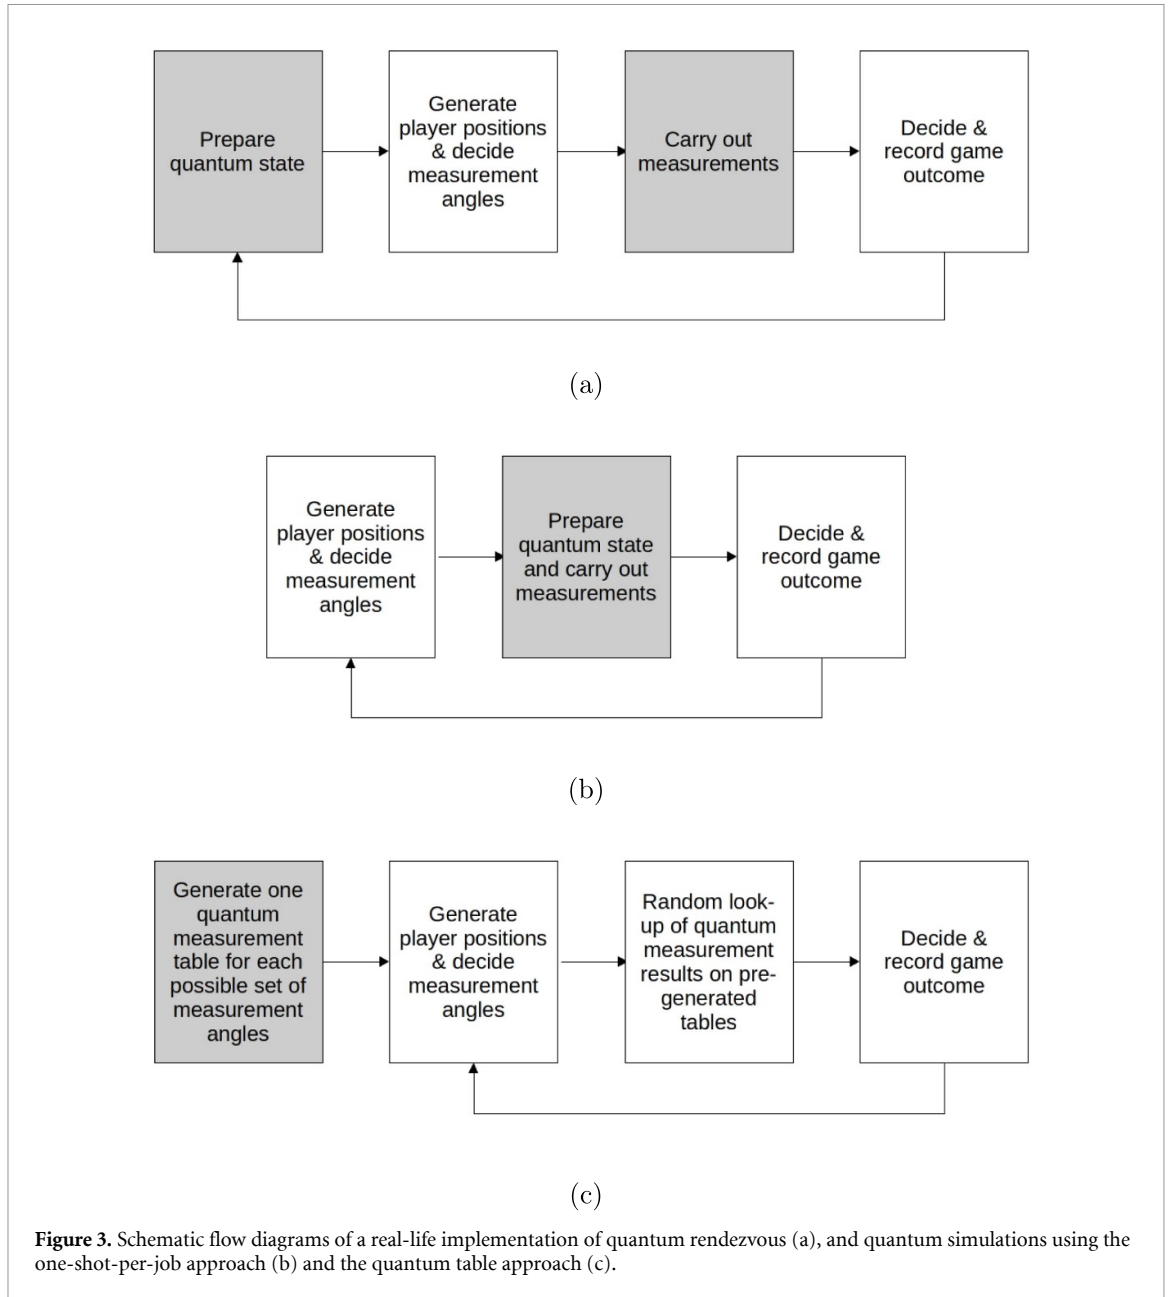 Prepare
quantum state
Generate
player positions
& decide
measurement
angles
Carry out
measurements
Decide &
record game
outcome
(a)
Generate
player positions
& decide
measurement
angles
Prepare
quantum state
and carry out
measurements
Decide &
record game
outcome
(b)
Generate one
quantum
measurement
table for each
possible set of
measurement
angles
Generate
player positions
& decide
measurement
angles
Random look-
up of quantum
measurement
results on pre-
generated
tables
Decide &
record game
outcome
(c)
Figure 3. Schematic flow diagrams of a real-life implementation of quantum rendezvous (a), and quantum simulations using the
one-shot-per-job approach (b) and the quantum table approach (c).